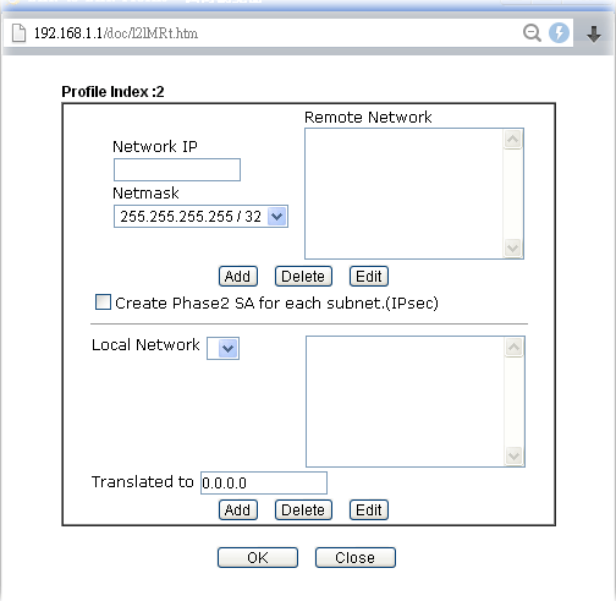 192.168.1.1/doc/l2lMRt.htm
Profile Index :2
Remote Network
Network IP
Netmask
255.255.255.255 / 32
Add Delete Edit
Create Phase2 SA for each subnet.(IPsec)
Local Network
Translated to 0.0.0.0
Add Delete Edit
OK Close